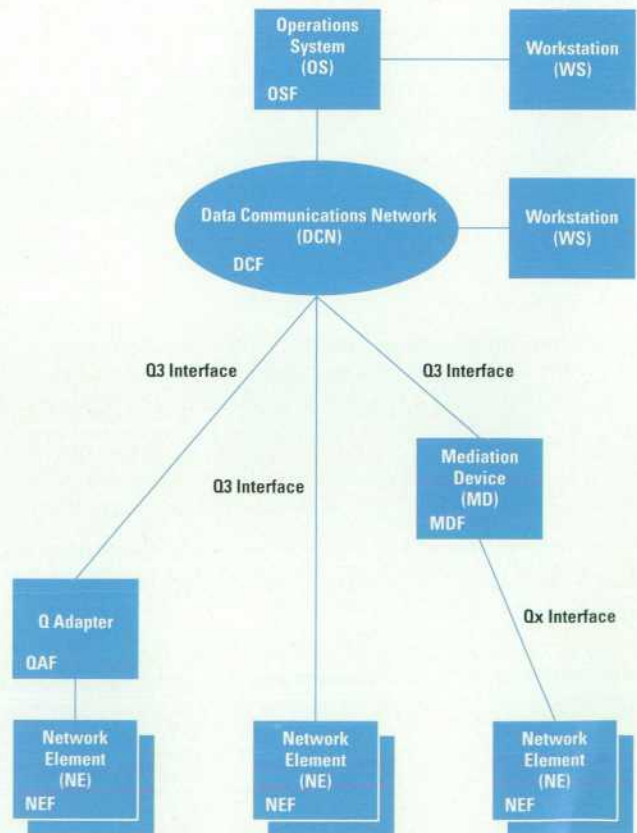 Operations
System
(OS)
OSF
Workstation
(WS)
Data Communications Network
(DCN)
DCF
Workstation
(WS)
Q3 Interface
Q3 Interface
Q3 Interface
Mediation
Device
(MD)
MDF
Q Adapter
QAF
Qx Interface
Network
Element
(NE)
NEF
Network
Element
(NE)
NEF
Network
Element
(NE)
NEF